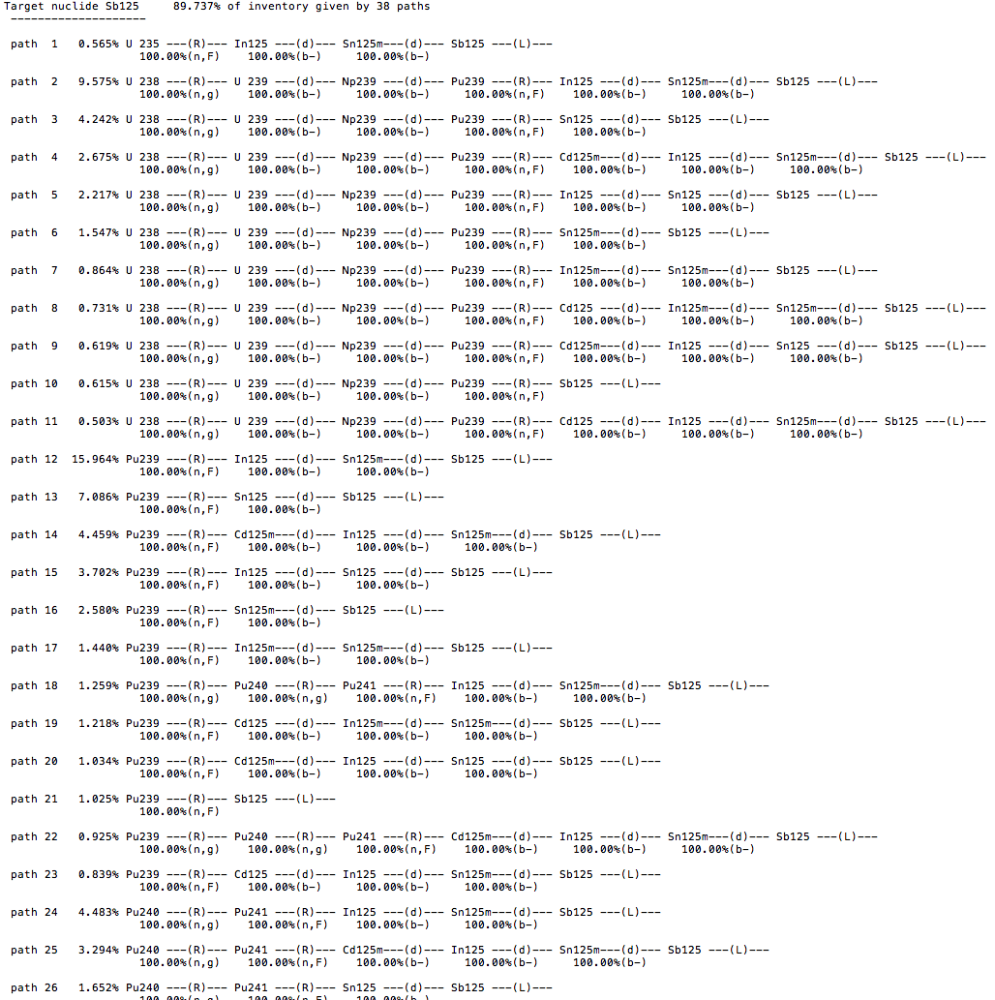 Target nuclide Sb125     89.737% of inventory given by 38 paths
--------------------
path  1   0.565% U 235 ---(R)--- In125 ---(d)--- Sn125m---(d)--- Sb125 ---(L)---
100.00%(n,F)    100.00%(b-)     100.00%(b-)
path  2   9.575% U 238 ---(R)--- U 239 ---(d)--- Np239 ---(d)--- Pu239 ---(R)--- In125 ---(d)--- Sn125m---(d)--- Sb125 ---(L)---
100.00%(n,g)    100.00%(b-)     100.00%(b-)     100.00%(n,F)    100.00%(b-)     100.00%(b-)
path  3   4.242% U 238 ---(R)--- U 239 ---(d)--- Np239 ---(d)--- Pu239 ---(R)--- Sn125 ---(d)--- Sb125 ---(L)---
100.00%(n,g)    100.00%(b-)     100.00%(b-)     100.00%(n,F)    100.00%(b-)
path  4   2.675% U 238 ---(R)--- U 239 ---(d)--- Np239 ---(d)--- Pu239 ---(R)--- Cd125m---(d)--- In125 ---(d)--- Sn125m---(d)--- Sb125 ---(L)---
100.00%(n,g)    100.00%(b-)     100.00%(b-)     100.00%(n,F)    100.00%(b-)     100.00%(b-)     100.00%(b-)
path  5   2.217% U 238 ---(R)--- U 239 ---(d)--- Np239 ---(d)--- Pu239 ---(R)--- In125 ---(d)--- Sn125 ---(d)--- Sb125 ---(L)---
100.00%(n,g)    100.00%(b-)     100.00%(b-)     100.00%(n,F)    100.00%(b-)     100.00%(b-)
path  6   1.547% U 238 ---(R)--- U 239 ---(d)--- Np239 ---(d)--- Pu239 ---(R)--- Sn125m---(d)--- Sb125 ---(L)---
100.00%(n,g)    100.00%(b-)     100.00%(b-)     100.00%(n,F)    100.00%(b-)
path  7   0.864% U 238 ---(R)--- U 239 ---(d)--- Np239 ---(d)--- Pu239 ---(R)--- In125m---(d)--- Sn125m---(d)--- Sb125 ---(L)---
100.00%(n,g)    100.00%(b-)     100.00%(b-)     100.00%(n,F)    100.00%(b-)     100.00%(b-)
path  8   0.731% U 238 ---(R)--- U 239 ---(d)--- Np239 ---(d)--- Pu239 ---(R)--- Cd125 ---(d)--- In125m---(d)--- Sn125m---(d)--- Sb125 ---(L)---
100.00%(n,g)    100.00%(b-)     100.00%(b-)     100.00%(n,F)    100.00%(b-)     100.00%(b-)     100.00%(b-)
path  9   0.619% U 238 ---(R)--- U 239 ---(d)--- Np239 ---(d)--- Pu239 ---(R)--- Cd125m---(d)--- In125 ---(d)--- Sn125 ---(d)--- Sb125 ---(L)---
100.00%(n,g)    100.00%(b-)     100.00%(b-)     100.00%(n,F)    100.00%(b-)     100.00%(b-)     100.00%(b-)
path 10   0.615% U 238 ---(R)--- U 239 ---(d)--- Np239 ---(d)--- Pu239 ---(R)--- Sb125 ---(L)---
100.00%(n,g)    100.00%(b-)     100.00%(b-)     100.00%(n,F)
path 11   0.503% U 238 ---(R)--- U 239 ---(d)--- Np239 ---(d)--- Pu239 ---(R)--- Cd125 ---(d)--- In125 ---(d)--- Sn125m---(d)--- Sb125 ---(L)---
100.00%(n,g)    100.00%(b-)     100.00%(b-)     100.00%(n,F)    100.00%(b-)     100.00%(b-)     100.00%(b-)
path 12  15.964% Pu239 ---(R)--- In125 ---(d)--- Sn125m---(d)--- Sb125 ---(L)---
100.00%(n,F)    100.00%(b-)     100.00%(b-)
path 13   7.086% Pu239 ---(R)--- Sn125 ---(d)--- Sb125 ---(L)---
100.00%(n,F)    100.00%(b-)
path 14   4.459% Pu239 ---(R)--- Cd125m---(d)--- In125 ---(d)--- Sn125m---(d)--- Sb125 ---(L)---
100.00%(n,F)    100.00%(b-)     100.00%(b-)     100.00%(b-)
path 15   3.702% Pu239 ---(R)--- In125 ---(d)--- Sn125 ---(d)--- Sb125 ---(L)---
100.00%(n,F)    100.00%(b-)     100.00%(b-)
path 16   2.580% Pu239 ---(R)--- Sn125m---(d)--- Sb125 ---(L)---
100.00%(n,F)    100.00%(b-)
path 17   1.440% Pu239 ---(R)--- In125m---(d)--- Sn125m---(d)--- Sb125 ---(L)---
100.00%(n,F)    100.00%(b-)     100.00%(b-)
path 18   1.259% Pu239 ---(R)--- Pu240 ---(R)--- Pu241 ---(R)--- In125 ---(d)--- Sn125m---(d)--- Sb125 ---(L)---
100.00%(n,g)    100.00%(n,g)    100.00%(n,F)    100.00%(b-)     100.00%(b-)
path 19   1.218% Pu239 ---(R)--- Cd125 ---(d)--- In125m---(d)--- Sn125m---(d)--- Sb125 ---(L)---
100.00%(n,F)    100.00%(b-)     100.00%(b-)     100.00%(b-)
path 20   1.034% Pu239 ---(R)--- Cd125m---(d)--- In125 ---(d)--- Sn125 ---(d)--- Sb125 ---(L)---
100.00%(n,F)    100.00%(b-)     100.00%(b-)     100.00%(b-)
path 21   1.025% Pu239 ---(R)--- Sb125 ---(L)---
100.00%(n,F)
path 22   0.925% Pu239 ---(R)--- Pu240 ---(R)--- Pu241 ---(R)--- Cd125m---(d)--- In125 ---(d)--- Sn125m---(d)--- Sb125 ---(L)---
100.00%(n,g)    100.00%(n,g)    100.00%(n,F)    100.00%(b-)     100.00%(b-)     100.00%(b-)
path 23   0.839% Pu239 ---(R)--- Cd125 ---(d)--- In125 ---(d)--- Sn125m---(d)--- Sb125 ---(L)---
100.00%(n,F)    100.00%(b-)     100.00%(b-)     100.00%(b-)
path 24   4.483% Pu240 ---(R)--- Pu241 ---(R)--- In125 ---(d)--- Sn125m---(d)--- Sb125 ---(L)---
100.00%(n,g)    100.00%(n,F)    100.00%(b-)     100.00%(b-)
path 25   3.294% Pu240 ---(R)--- Pu241 ---(R)--- Cd125m---(d)--- In125 ---(d)--- Sn125m---(d)--- Sb125 ---(L)---
100.00%(n,g)    100.00%(n,F)    100.00%(b-)     100.00%(b-)     100.00%(b-)
path 26   1.652% Pu240 ---(R)--- Pu241 ---(R)--- Sn125 ---(d)--- Sb125 ---(L)---
100.00%(n,g)    100.00%(n,F)    100.00%(b-)